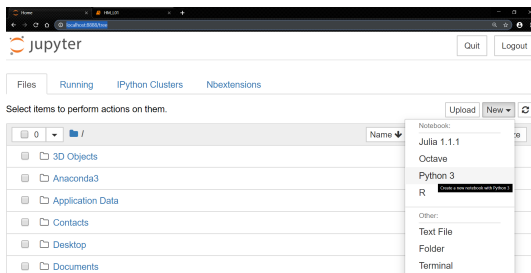 Home
HW_L01
localhost:8888/tree
jupyter
Quit Logout
Files Running IPython Clusters Nbextensions
Select items to perform actions on them.
Upload New
0 / Name
3D Objects
Anaconda3
Application Data
Contacts
Desktop
Documents
Notebook:
Julia 1.1.1
Octave
Python 3
Create a new notebook with Python 3
R
Other:
Text File
Folder
Terminal